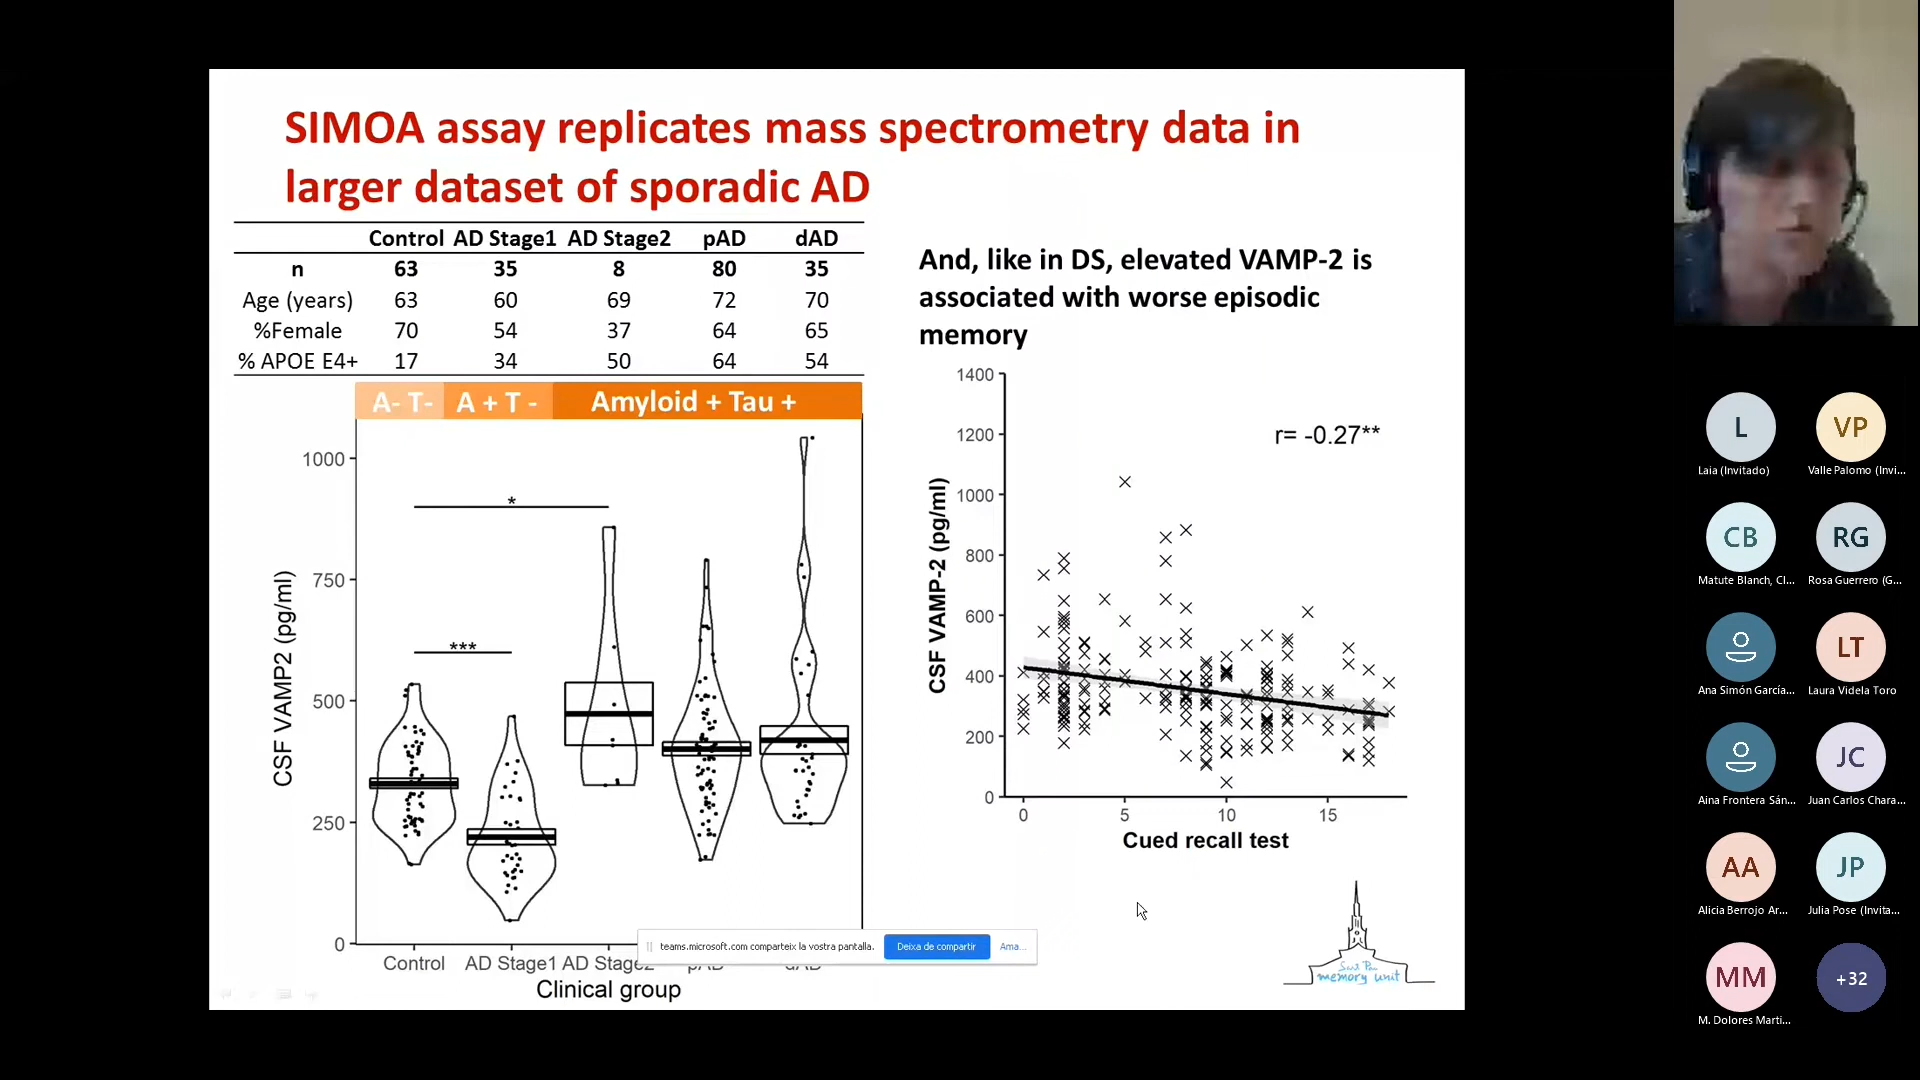 SIMOA assay replicates mass spectrometry data in
larger dataset of sporadic AD
Control AD Stage1 AD Stage2 pAD dAD
n 63 35 8 80 35
Age (years) 63 60 69 72 70
%Female 70 54 37 64 65
% APOE E4+ 17 34 50 64 54
A- T- A + T - Amyloid + Tau +
1000
750
500
250
0
CSF VAMP2 (pg/ml)
*
***
Control AD Stage1 AD Stage2 pAD dAD
Clinical group
And, like in DS, elevated VAMP-2 is
associated with worse episodic
memory
1400
1200
1000
800
600
400
200
0
CSF VAMP-2 (pg/ml)
r= -0.27**
0 5 10 15
Cued recall test
Sant Pau
memory unit
teams.microsoft.com comparteix la vostra pantalla. Deixa de compartir Ama...
L VP
Laia (Invitado) Valle Palomo (Invi...
CB RG
Matute Blanch, Cl... Rosa Guerrero (G...
LT
Ana Simón García... Laura Videla Toro
JC
Aina Frontera Sán... Juan Carlos Chara...
AA JP
Alicia Berrojo Ar... Julia Pose (Invita...
MM +32
M. Dolores Marti...